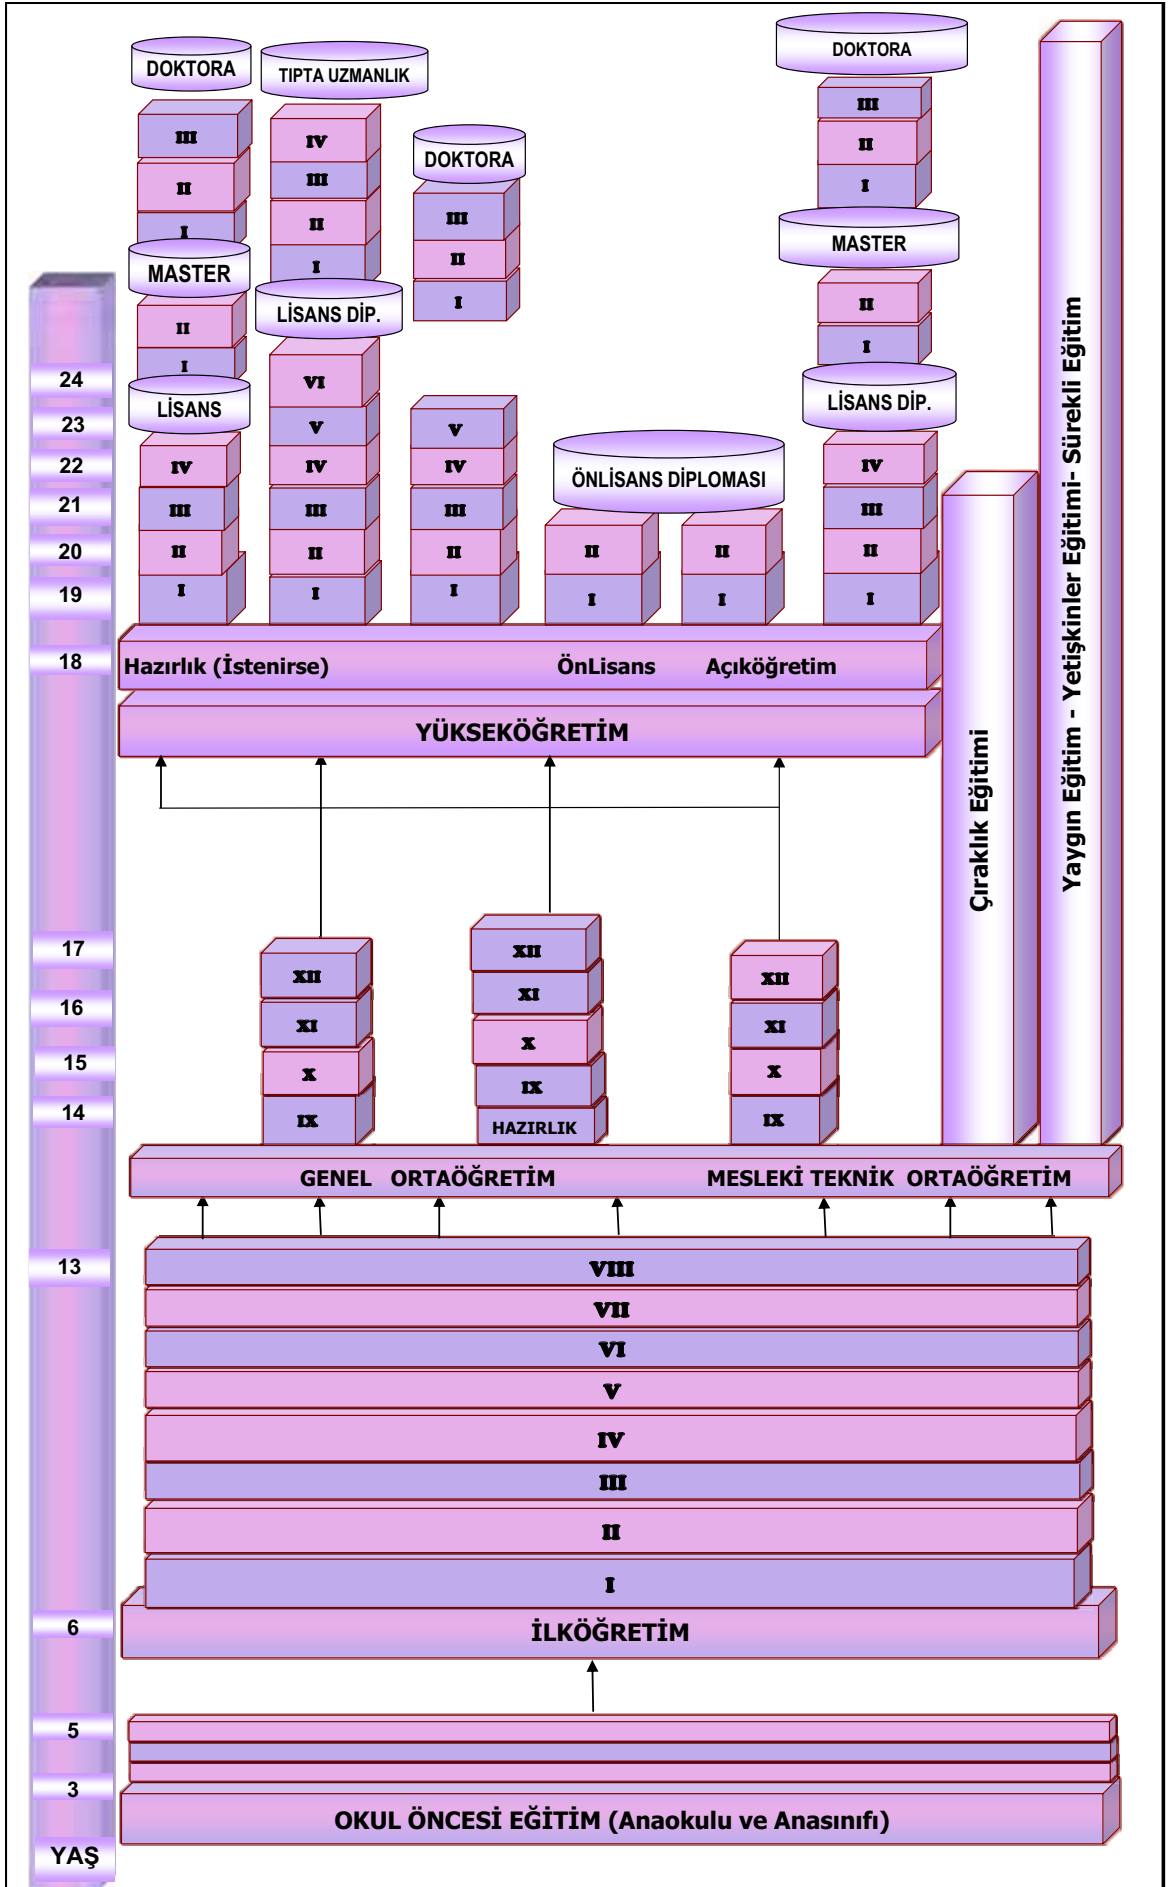 DOKTORA
TIPTA UZMANLIK
DOKTORA
III
II
I
IV
III
II
I
DOKTORA
III
II
I
III
II
I
MASTER
II
I
LİSANS DİP.
MASTER
II
I
LİSANS
IV
III
II
I
VI
V
IV
III
II
I
V
IV
III
II
I
ÖNLİSANS DİPLOMASI
II
I
II
I
LİSANS DİP.
IV
III
II
I
24
23
22
21
20
19
18
Hazırlık (İstenirse)
ÖnLisans
Açıköğretim
YÜKSEKÖĞRETİM
Çıraklık Eğitimi
Yaygın Eğitim - Yetişkinler Eğitimi- Sürekli Eğitim
17
16
15
14
XII
XI
X
IX
XII
XI
X
IX
HAZIRLIK
XII
XI
X
IX
GENEL ORTAÖĞRETİM
MESLEKİ TEKNİK ORTAÖĞRETİM
13
VIII
VII
VI
V
IV
III
II
I
6
İLKÖĞRETİM
5
3
OKUL ÖNCESİ EĞİTİM (Anaokulu ve Anasınıfı)
YAŞ